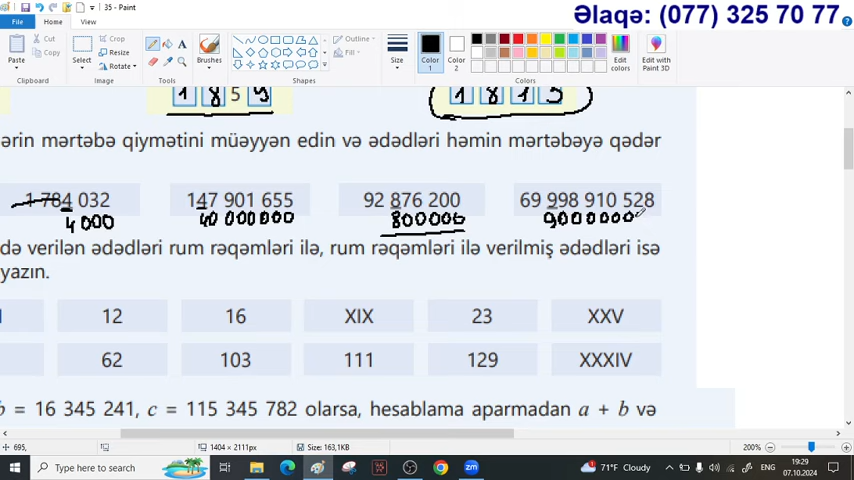 35 - Paint
Əlaqə: (077) 325 70 77
File Home View
Cut Crop Outline
Copy Resize Fill
Paste Select Rotate Brushes Size Color 1 Color 2 Edit colors Edit with Paint 3D
Clipboard Image Tools Shapes Colors
1 8 5 9 1 8 7 5
ərin mərtəbə qiymətini müəyyən edin və ədədləri həmin mərtəbəyə qədər
1 784 032 147 901 655 92 876 200 69 998 910 528
4000 40 000000 800000 9000000
də verilən ədədləri rum rəqəmləri ilə, rum rəqəmləri ilə verilmiş ədədləri isə
yazın.
12 16 XIX 23 XXV
62 103 111 129 XXXIV
b = 16 345 241, c = 115 345 782 olarsa, hesablama aparmadan a + b və
695, 1404 × 2111px Size: 163,1KB 200%
Type here to search 71°F Cloudy ENG 19:29
07.10.2024